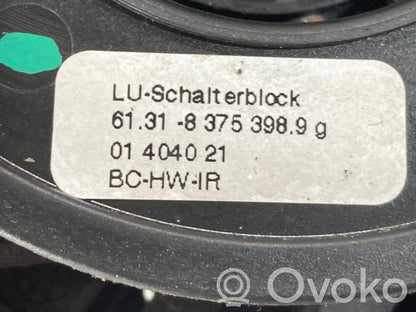 LU-Schalterblock
61.31 -8 375 398.9 g
01 4040 21
BC-HW-IR
Ovoko